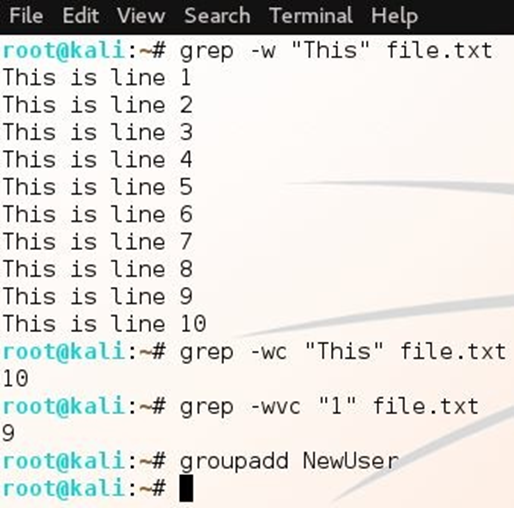 File Edit View Search Terminal Help
root@kali:~# grep -w "This" file.txt
This is line 1
This is line 2
This is line 3
This is line 4
This is line 5
This is line 6
This is line 7
This is line 8
This is line 9
This is line 10
root@kali:~# grep -wc "This" file.txt
10
root@kali:~# grep -wvc "1" file.txt
9
root@kali:~# groupadd NewUser
root@kali:~#